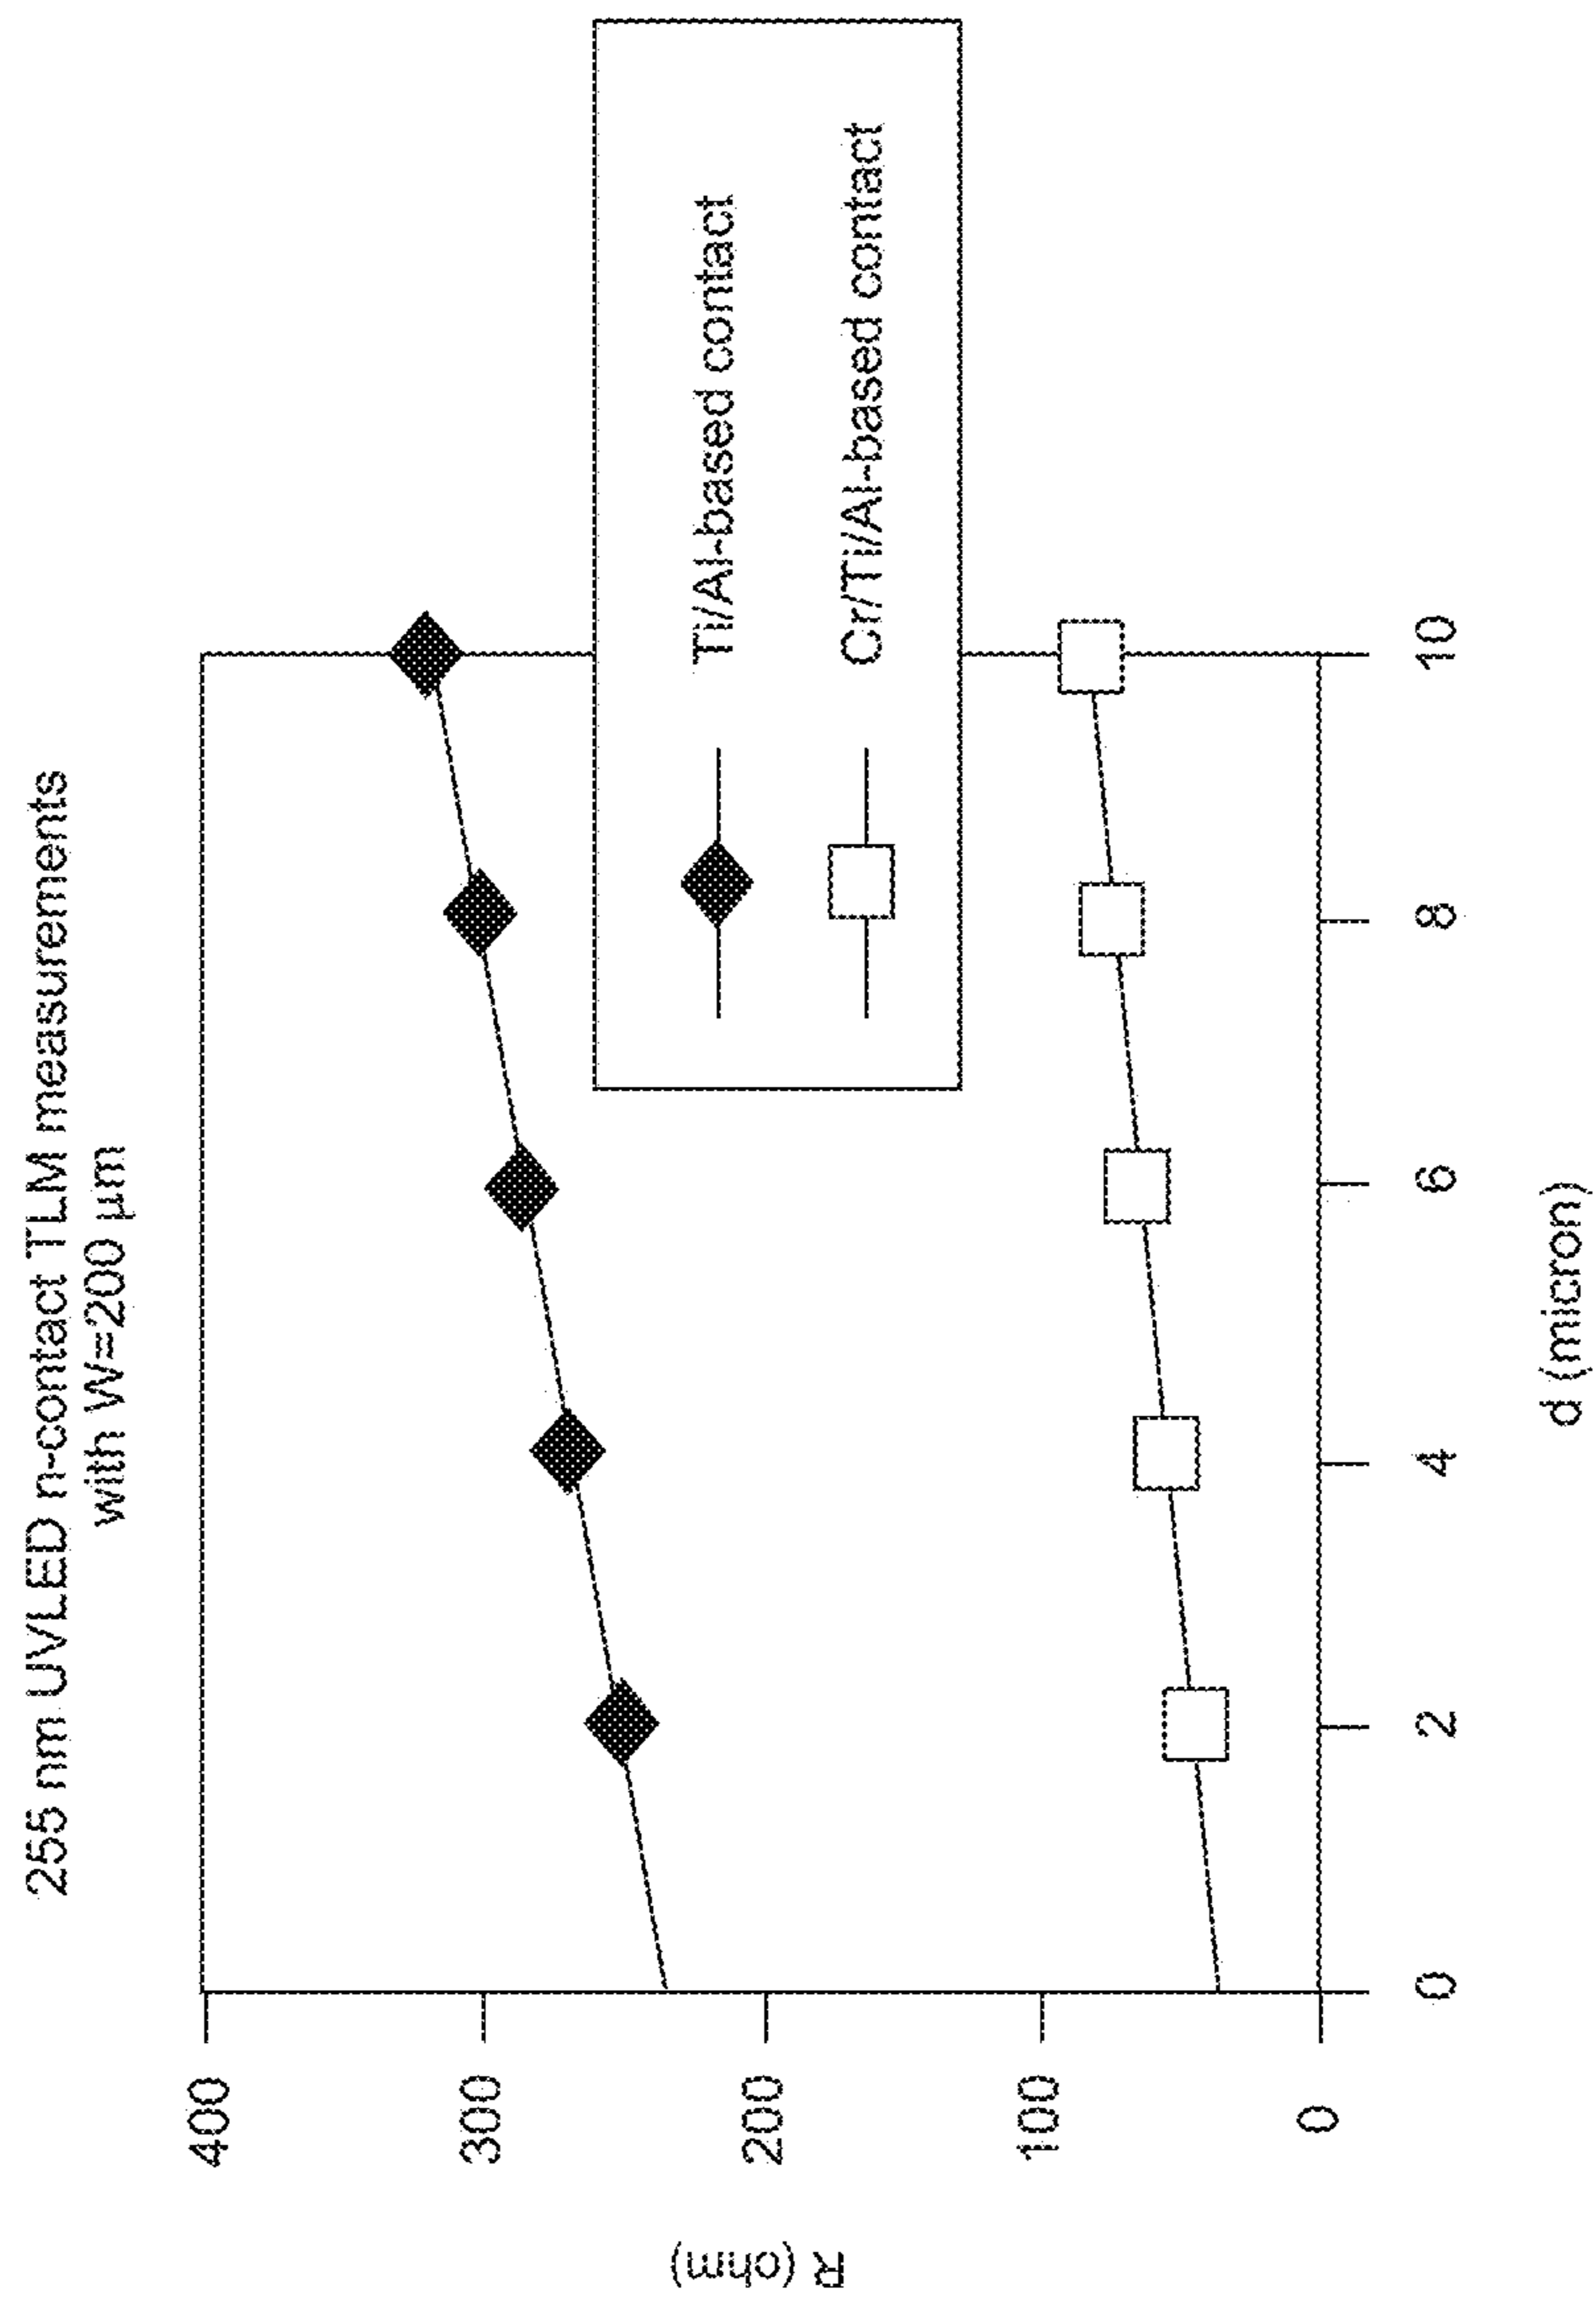 255 nm UVLED n-contact TLM measurements
with W=200 µm
R (ohm)
400
300
200
100
0
0
2
4
6
8
10
d (micron)
Ti/Al-based contact
Cr/Ti/Al-based contact